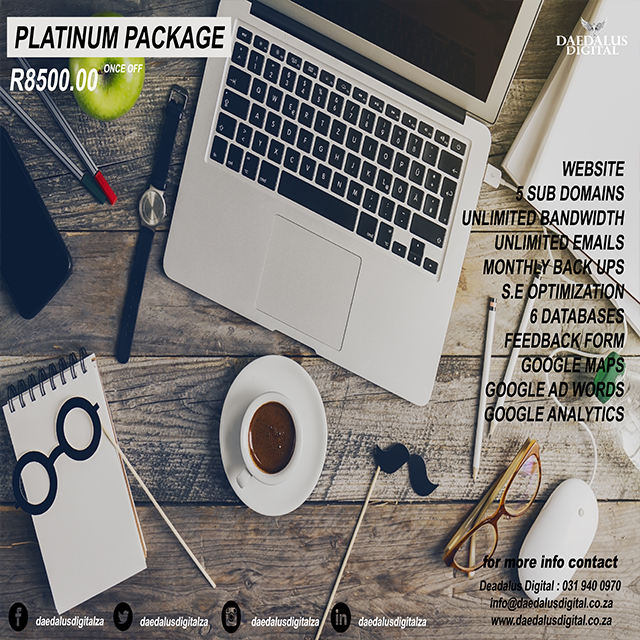 PLATINUM PACKAGE
R8500.00 ONCE OFF
DAEDALUS
DIGITAL
WEBSITE
5 SUB DOMAINS
UNLIMITED BANDWIDTH
UNLIMITED EMAILS
MONTHLY BACK UPS
S.E OPTIMIZATION
6 DATABASES
FEEDBACK FORM
GOOGLE MAPS
GOOGLE AD WORDS
GOOGLE ANALYTICS
for more info contact
Deadalus Digital : 031 940 0970
info@daedalusdigital.co.za
www.daedalusdigital.co.za
daedalusdigitalza
daedalusdigitalza
daedalusdigitalza
daedalusdigitalza